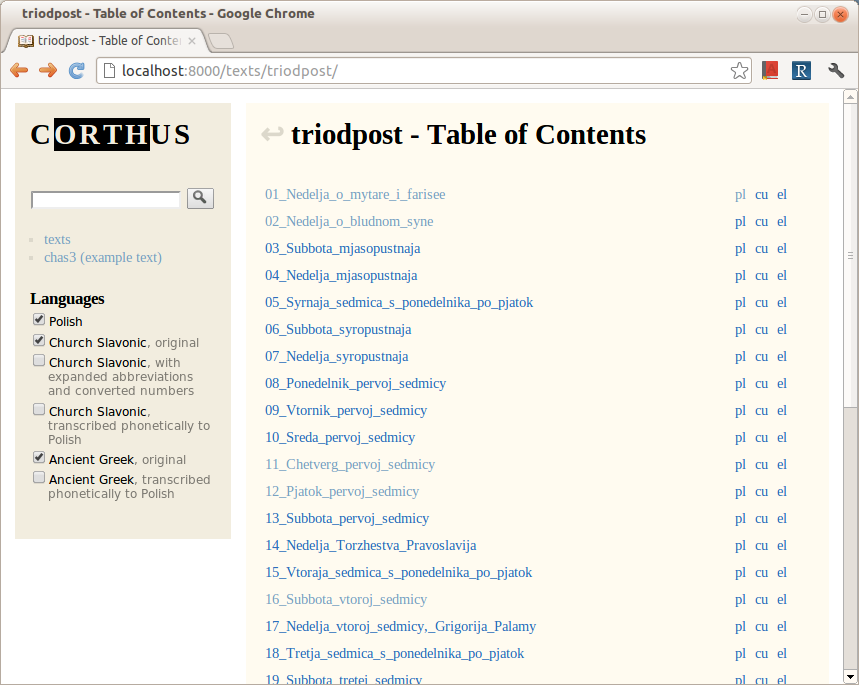 triodpost - Table of Contents - Google Chrome
triodpost - Table of Conte
localhost:8000/texts/triodpost/
CORTHUS
texts
chas3 (example text)
Languages
Polish
Church Slavonic, original
Church Slavonic, with
expanded abbreviations
and converted numbers
Church Slavonic,
transcribed phonetically to
Polish
Ancient Greek, original
Ancient Greek, transcribed
phonetically to Polish
triodpost - Table of Contents
01_Nedelja_o_mytare_i_farisee pl cu el
02_Nedelja_o_bludnom_syne pl cu el
03_Subbota_mjasopustnaja pl cu el
04_Nedelja_mjasopustnaja pl cu el
05_Syrnaja_sedmica_s_ponedelnika_po_pjatok pl cu el
06_Subbota_syropustnaja pl cu el
07_Nedelja_syropustnaja pl cu el
08_Ponedelnik_pervoj_sedmicy pl cu el
09_Vtornik_pervoj_sedmicy pl cu el
10_Sreda_pervoj_sedmicy pl cu el
11_Chetverg_pervoj_sedmicy pl cu el
12_Pjatok_pervoj_sedmicy pl cu el
13_Subbota_pervoj_sedmicy pl cu el
14_Nedelja_Torzhestva_Pravoslavija pl cu el
15_Vtoraja_sedmica_s_ponedelnika_po_pjatok pl cu el
16_Subbota_vtoroj_sedmicy pl cu el
17_Nedelja_vtoroj_sedmicy,_Grigorija_Palamy pl cu el
18_Tretja_sedmica_s_ponedelnika_po_pjatok pl cu el
19_Subbota_tretej_sedmicy pl cu el